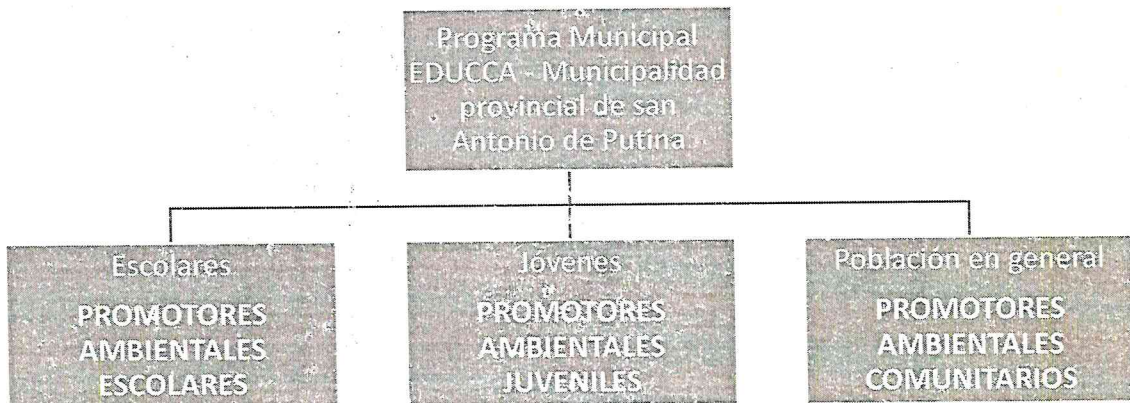 Programa Municipal
EDUCCA - Municipalidad
provincial de san
Antonio de Putina
Escolares
PROMOTORES
AMBIENTALES
ESCOLARES
Jóvenes
PROMOTORES
AMBIENTALES
JUVENILES
Población en general
PROMOTORES
AMBIENTALES
COMUNITARIOS